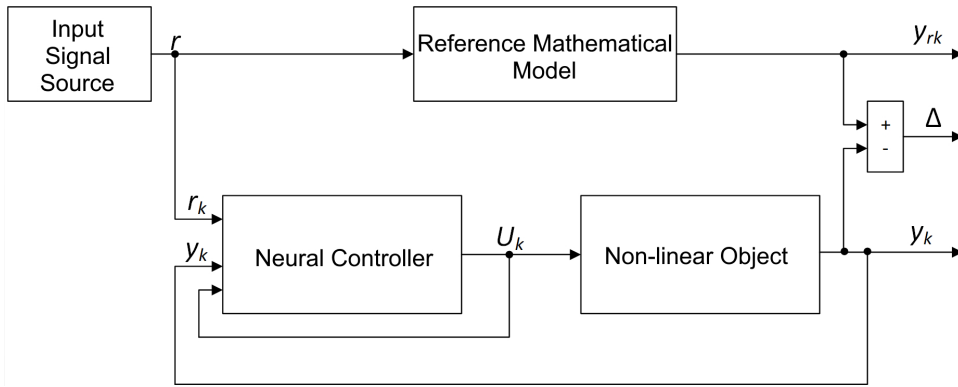 Input
Signal
Source
r
Reference Mathematical
Model
y_rk
+
-
Δ
r_k
y_k
Neural Controller
U_k
Non-linear Object
y_k